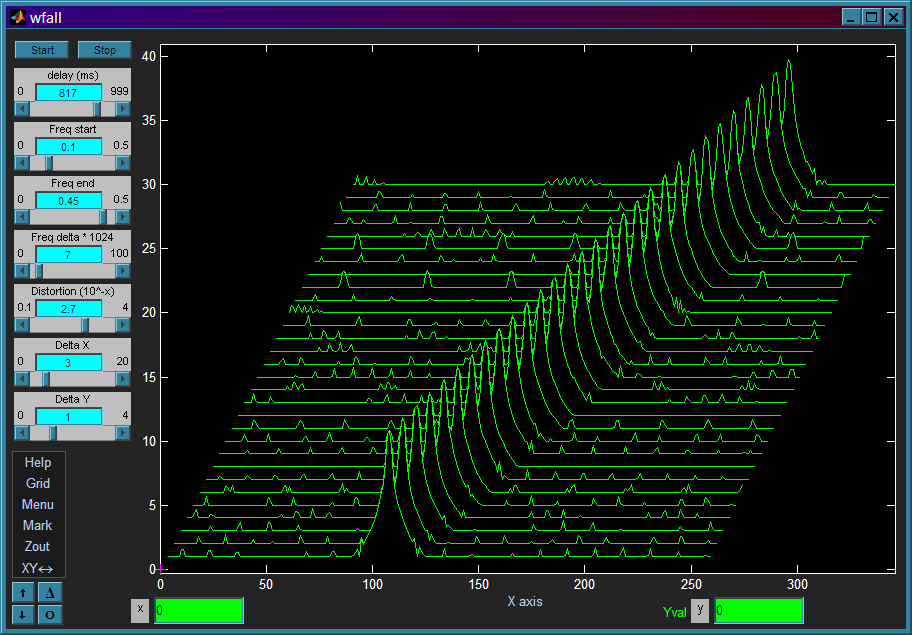 wfall
Start Stop
delay (ms)
0 817 999
Freq start
0 0.1 0.5
Freq end
0 0.45 0.5
Freq delta * 1024
0 7 100
Distortion (10^-x)
0.1 2.7 4
Delta X
0 3 20
Delta Y
0 1 4
Help
Grid
Menu
Mark
Zout
XY↔
↑ Δ
↓ O
40
35
30
25
20
15
10
5
0
0 50 100 150 200 250 300
X axis
x 0
Yval y 0